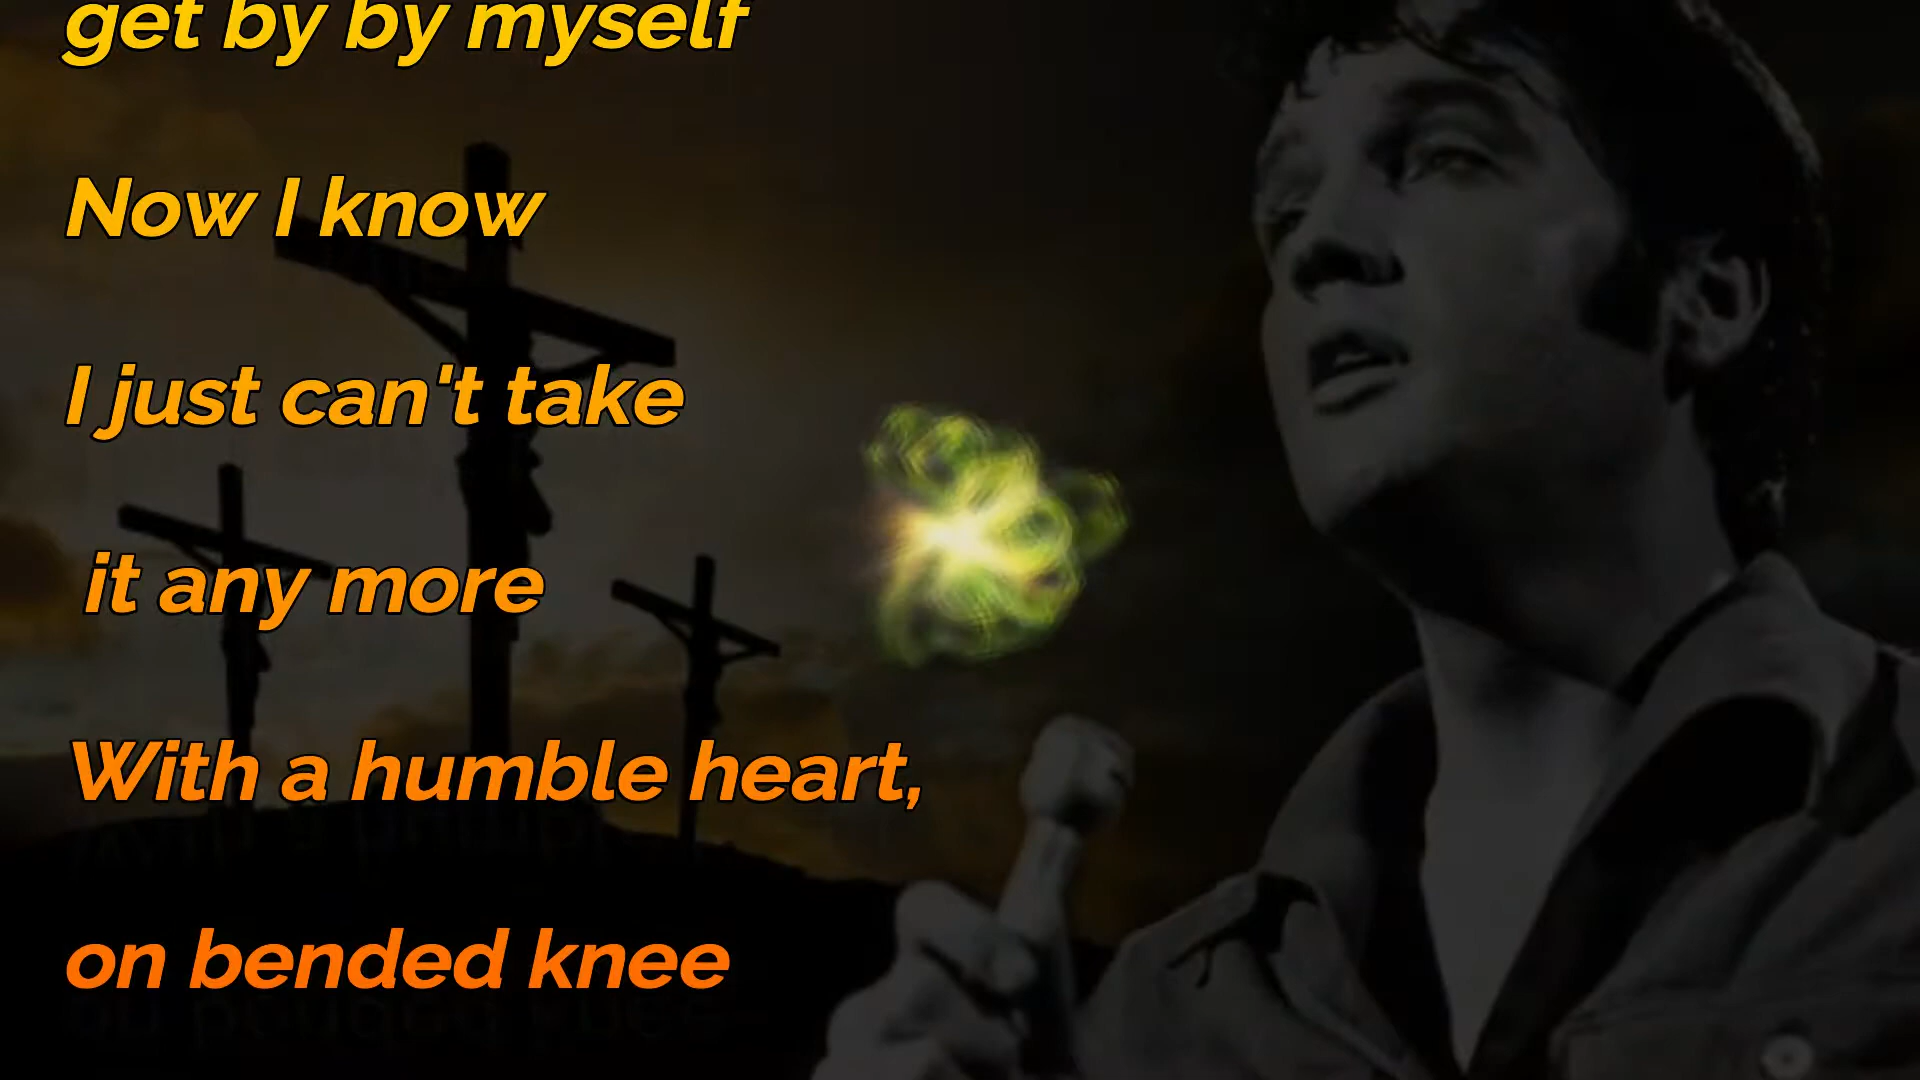 get by by myself
Now I know
I just can't take
it any more
With a humble heart,
on bended knee